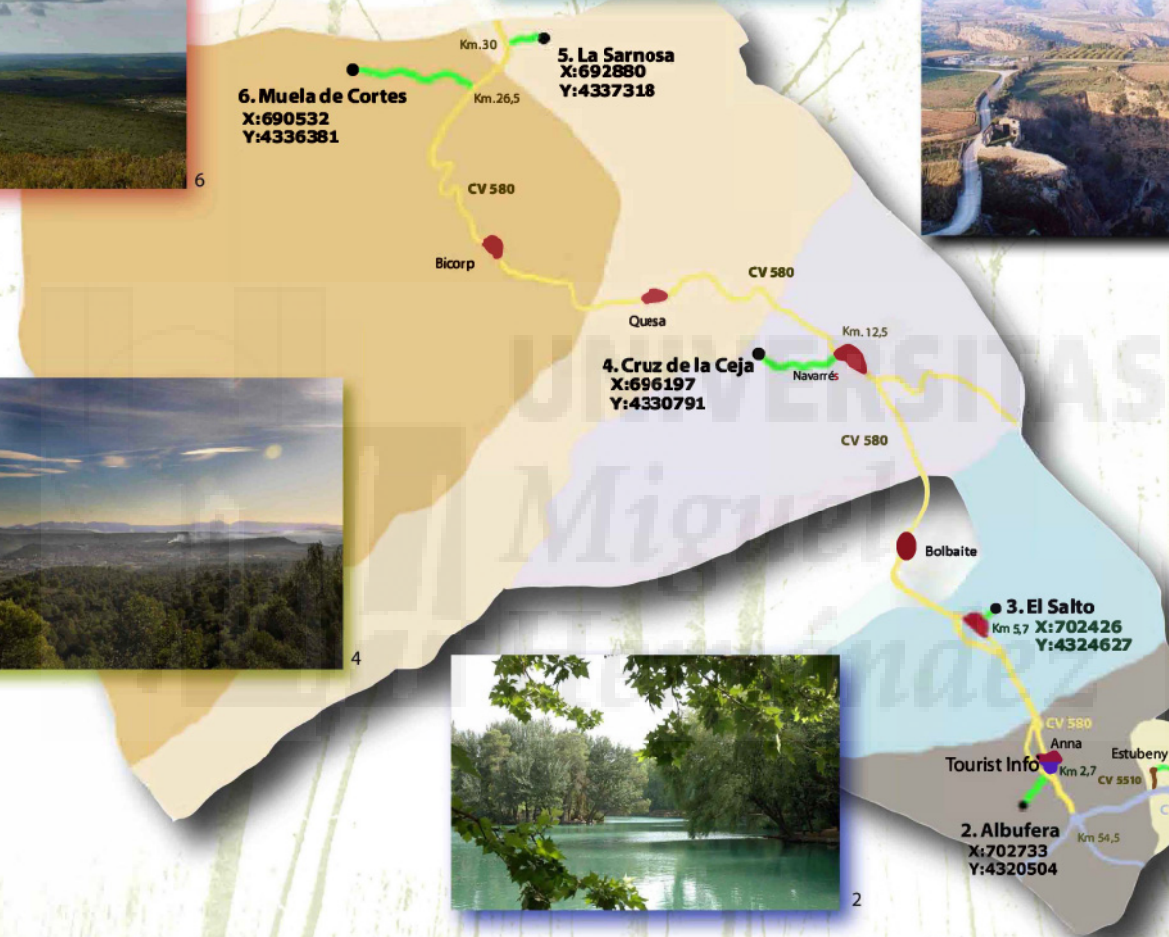 Km.30
5. La Sarnosa
X:692880
Y:4337318
6. Muela de Cortes
X:690532
Y:4336381
Km.26,5
6
CV 580
Bicorp
CV 580
Quesa
Km. 12,5
4. Cruz de la Ceja
X:696197
Y:4330791
Navarrés
UNIVERSITAS
CV 580
Miguel
Bolbaite
3. El Salto
Km 5,7 X:702426
Y:4324627
4
Hernández
CV 580
Anna
Estubeny
Tourist Info
Km 2,7
CV 5510
C
2. Albufera
X:702733
Y:4320504
Km 54,5
2